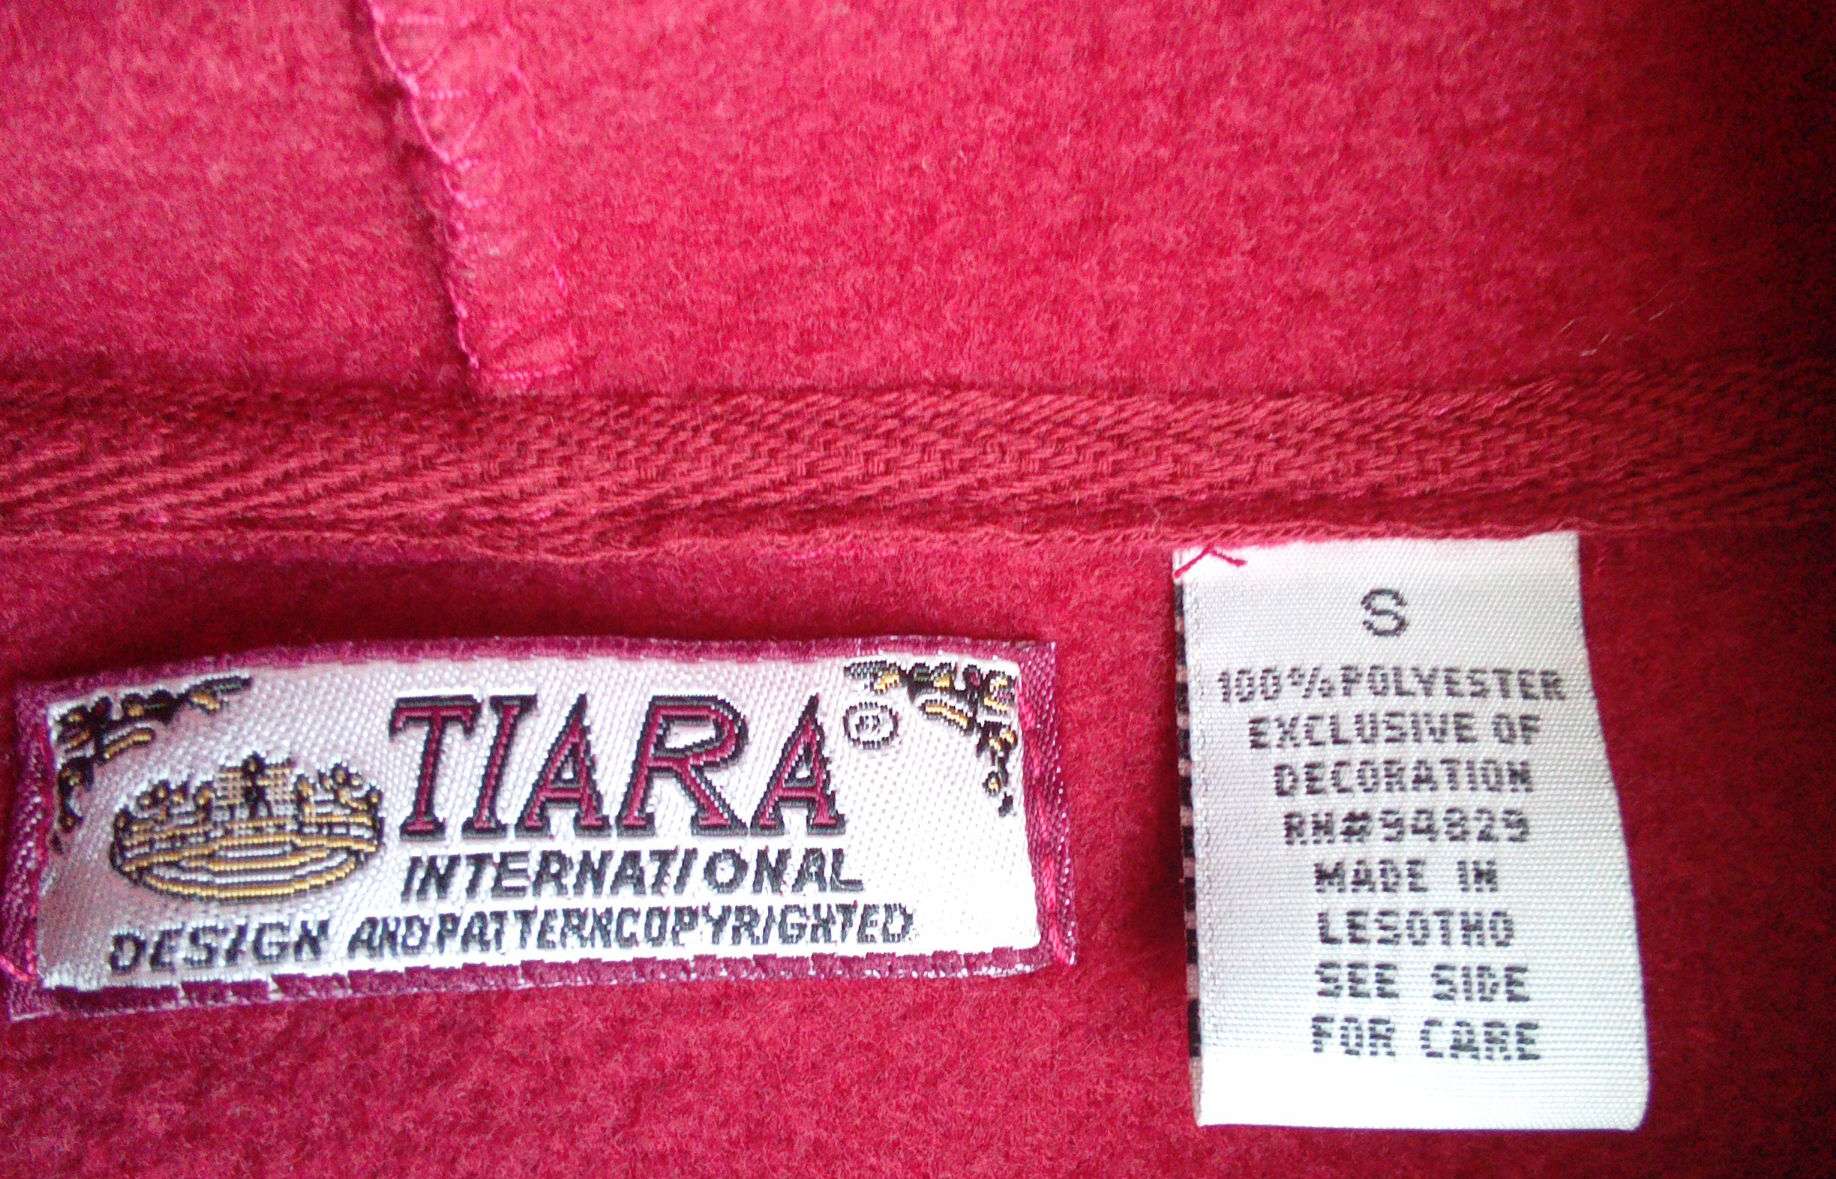 TIARA ®
INTERNATIONAL
DESIGN AND PATTERN COPYRIGHTED
S
100% POLYESTER
EXCLUSIVE OF
DECORATION
RN#94829
MADE IN
LESOTHO
SEE SIDE
FOR CARE